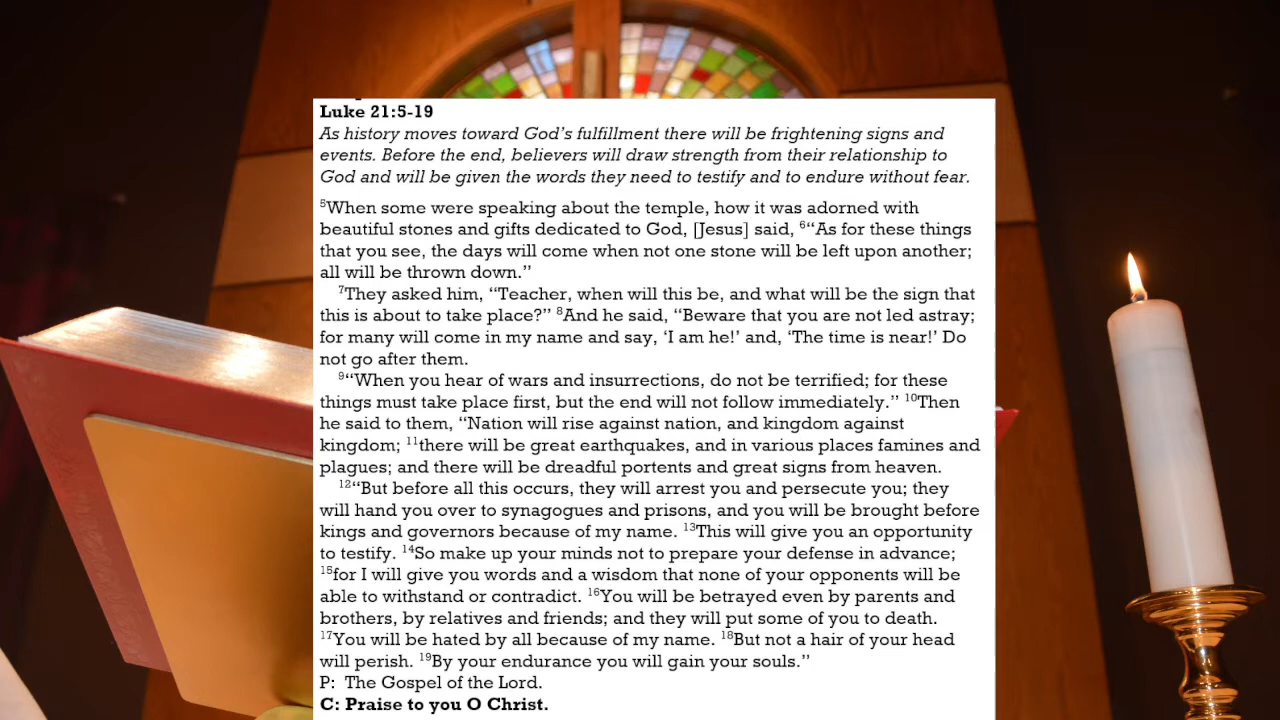 Luke 21:5-19
As history moves toward God's fulfillment there will be frightening signs and
events. Before the end, believers will draw strength from their relationship to
God and will be given the words they need to testify and to endure without fear.
⁵When some were speaking about the temple, how it was adorned with
beautiful stones and gifts dedicated to God, [Jesus] said, ⁶“As for these things
that you see, the days will come when not one stone will be left upon another;
all will be thrown down.”
⁷They asked him, “Teacher, when will this be, and what will be the sign that
this is about to take place?” ⁸And he said, “Beware that you are not led astray;
for many will come in my name and say, ‘I am he!’ and, ‘The time is near!’ Do
not go after them.
⁹“When you hear of wars and insurrections, do not be terrified; for these
things must take place first, but the end will not follow immediately.” ¹⁰Then
he said to them, “Nation will rise against nation, and kingdom against
kingdom; ¹¹there will be great earthquakes, and in various places famines and
plagues; and there will be dreadful portents and great signs from heaven.
¹²“But before all this occurs, they will arrest you and persecute you; they
will hand you over to synagogues and prisons, and you will be brought before
kings and governors because of my name. ¹³This will give you an opportunity
to testify. ¹⁴So make up your minds not to prepare your defense in advance;
¹⁵for I will give you words and a wisdom that none of your opponents will be
able to withstand or contradict. ¹⁶You will be betrayed even by parents and
brothers, by relatives and friends; and they will put some of you to death.
¹⁷You will be hated by all because of my name. ¹⁸But not a hair of your head
will perish. ¹⁹By your endurance you will gain your souls.”
P: The Gospel of the Lord.
C: Praise to you O Christ.